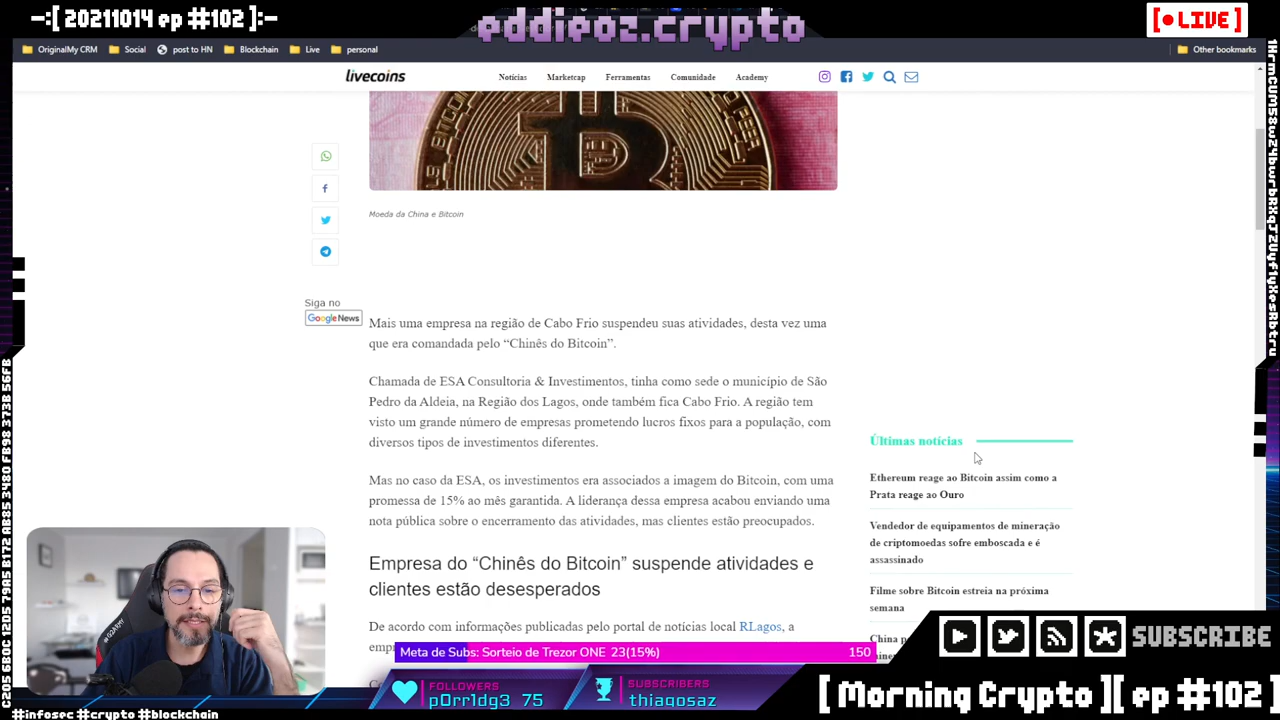 -:[ 20211014 ep #102 ]:-
eddieoz.crypto
[ LIVE ]
OriginalMy CRM
Social
post to HN
Blockchain
Live
personal
Other bookmarks
livecoins
Notícias
Marketcap
Ferramentas
Comunidade
Academy
Moeda da China e Bitcoin
Siga no
Google News
Mais uma empresa na região de Cabo Frio suspendeu suas atividades, desta vez uma
que era comandada pelo “Chinês do Bitcoin”.
Chamada de ESA Consultoria & Investimentos, tinha como sede o município de São
Pedro da Aldeia, na Região dos Lagos, onde também fica Cabo Frio. A região tem
visto um grande número de empresas prometendo lucros fixos para a população, com
diversos tipos de investimentos diferentes.
Mas no caso da ESA, os investimentos era associados a imagem do Bitcoin, com uma
promessa de 15% ao mês garantida. A liderança dessa empresa acabou enviando uma
nota pública sobre o encerramento das atividades, mas clientes estão preocupados.
Empresa do “Chinês do Bitcoin” suspende atividades e
clientes estão desesperados
De acordo com informações publicadas pelo portal de notícias local RLagos, a
Últimas notícias
Ethereum reage ao Bitcoin assim como a
Prata reage ao Ouro
Vendedor de equipamentos de mineração
de criptomoedas sofre emboscada e é
assassinado
Filme sobre Bitcoin estreia na próxima
semana
China
Meta de Subs: Sorteio de Trezor ONE 23(15%)
150
FOLLOWERS
p0rr1dg3 75
SUBSCRIBERS
thiagosaz
SUBSCRIBE
[ Morning Crypto ][ ep #102 ]
#infosec #crypto #blockchain